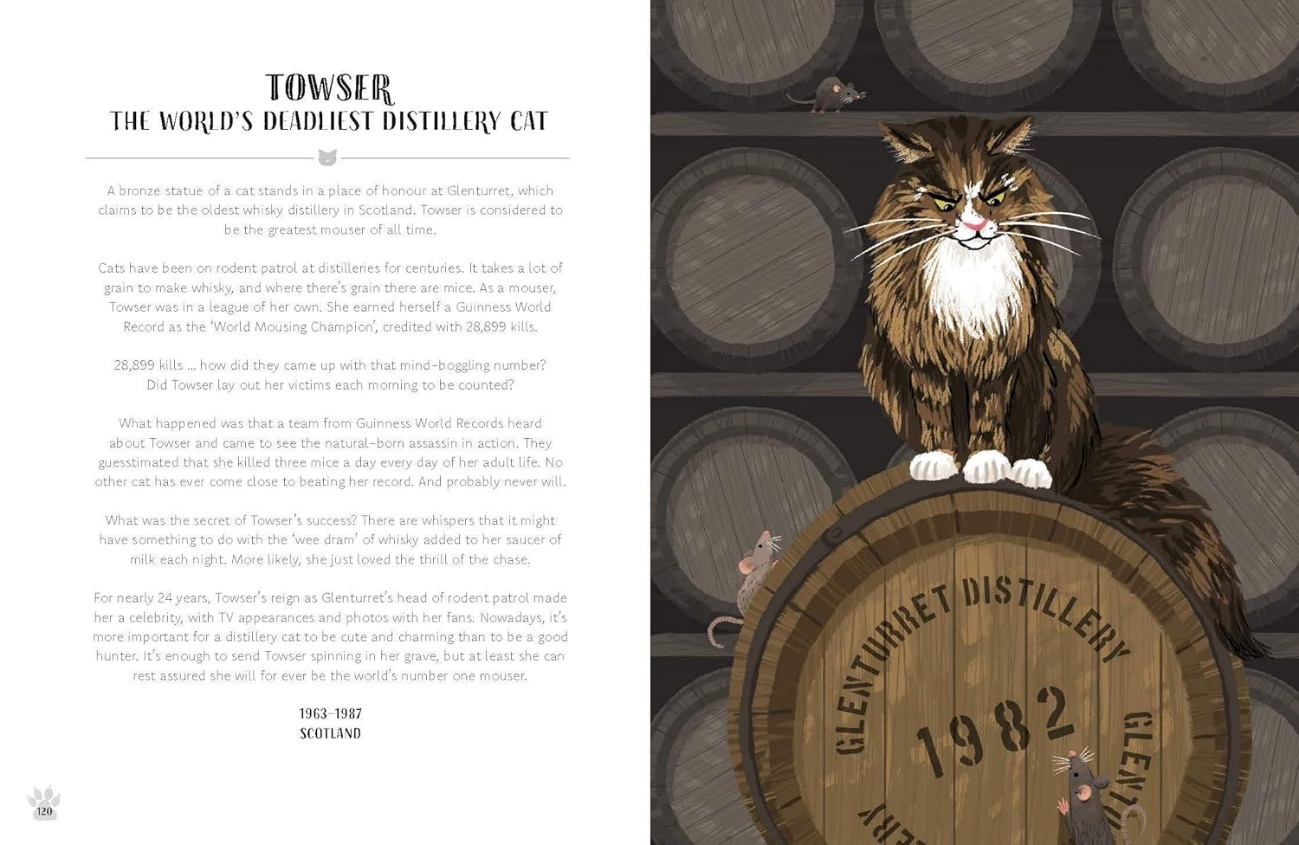 TOWSER
THE WORLD'S DEADLIEST DISTILLERY CAT
A bronze statue of a cat stands in a place of honour at Glenturret, which
claims to be the oldest whisky distillery in Scotland. Towser is considered to
be the greatest mouser of all time.
Cats have been on rodent patrol at distilleries for centuries. It takes a lot of
grain to make whisky, and where there's grain there are mice. As a mouser,
Towser was in a league of her own. She earned herself a Guinness World
Record as the 'World Mousing Champion', credited with 28,899 kills.
28,899 kills ... how did they came up with that mind-boggling number?
Did Towser lay out her victims each morning to be counted?
What happened was that a team from Guinness World Records heard
about Towser and came to see the natural-born assassin in action. They
guesstimated that she killed three mice a day every day of her adult life. No
other cat has ever come close to beating her record. And probably never will.
What was the secret of Towser's success? There are whispers that it might
have something to do with the 'wee dram' of whisky added to her saucer of
milk each night. More likely, she just loved the thrill of the chase.
For nearly 24 years, Towser's reign as Glenturret's head of rodent patrol made
her a celebrity, with TV appearances and photos with her fans. Nowadays, it's
more important for a distillery cat to be cute and charming than to be a good
hunter. It's enough to send Towser spinning in her grave, but at least she can
rest assured she will for ever be the world's number one mouser.
1963–1987
SCOTLAND
120
GLENTURRET DISTILLERY
1982
GLENTU
ERY